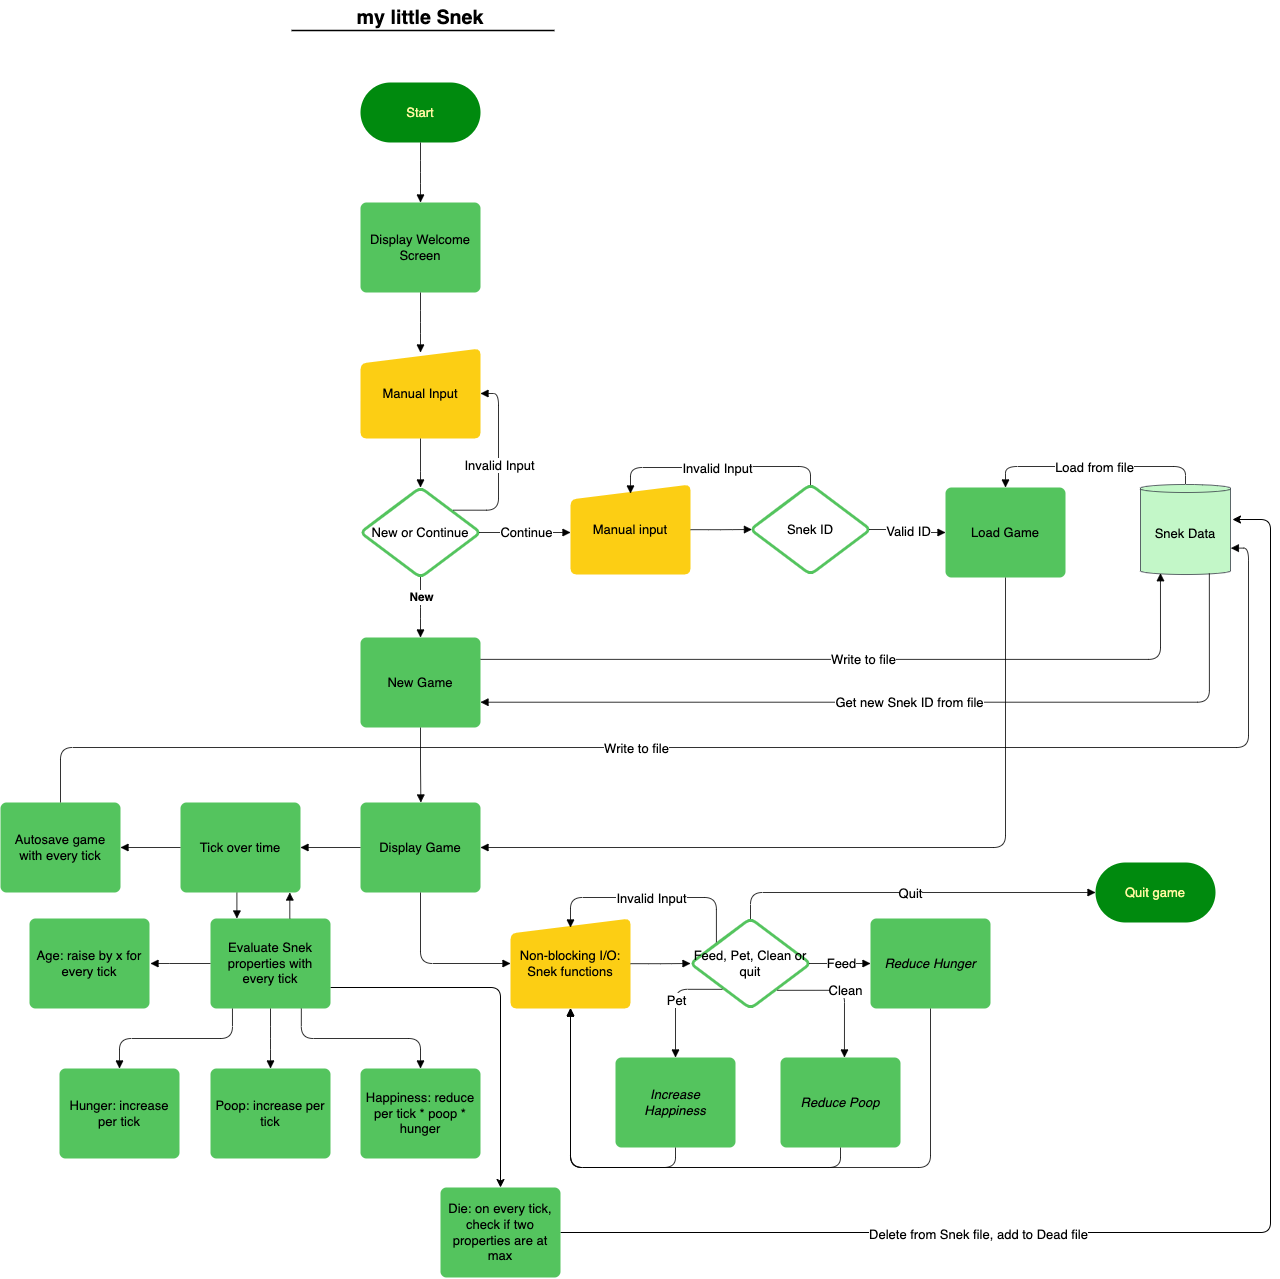 my little Snek
Start
Display Welcome
Screen
Manual Input
Invalid Input
New or Continue
Continue
Manual input
Invalid Input
Snek ID
Valid ID
Load Game
Load from file
Snek Data
New
New Game
Write to file
Get new Snek ID from file
Write to file
Autosave game
with every tick
Tick over time
Display Game
Quit
Quit game
Invalid Input
Age: raise by x for
every tick
Evaluate Snek
properties with
every tick
Non-blocking I/O:
Snek functions
Feed, Pet, Clean or
quit
Feed
Reduce Hunger
Pet
Clean
Hunger: increase
per tick
Poop: increase per
tick
Happiness: reduce
per tick * poop *
hunger
Increase
Happiness
Reduce Poop
Die: on every tick,
check if two
properties are at
max
Delete from Snek file, add to Dead file